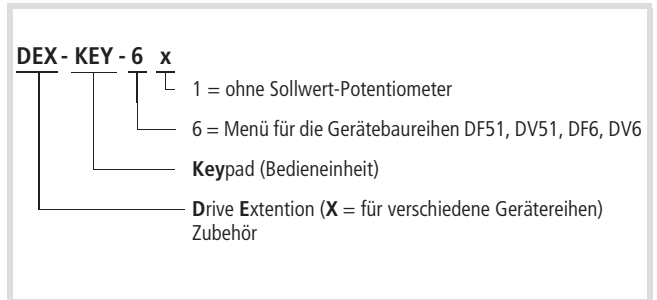 DEX - KEY - 6 x
1 = ohne Sollwert-Potentiometer
6 = Menü für die Gerätebaureihen DF51, DV51, DF6, DV6
Keypad (Bedieneinheit)
Drive Extention (X = für verschiedene Gerätereihen)
Zubehör